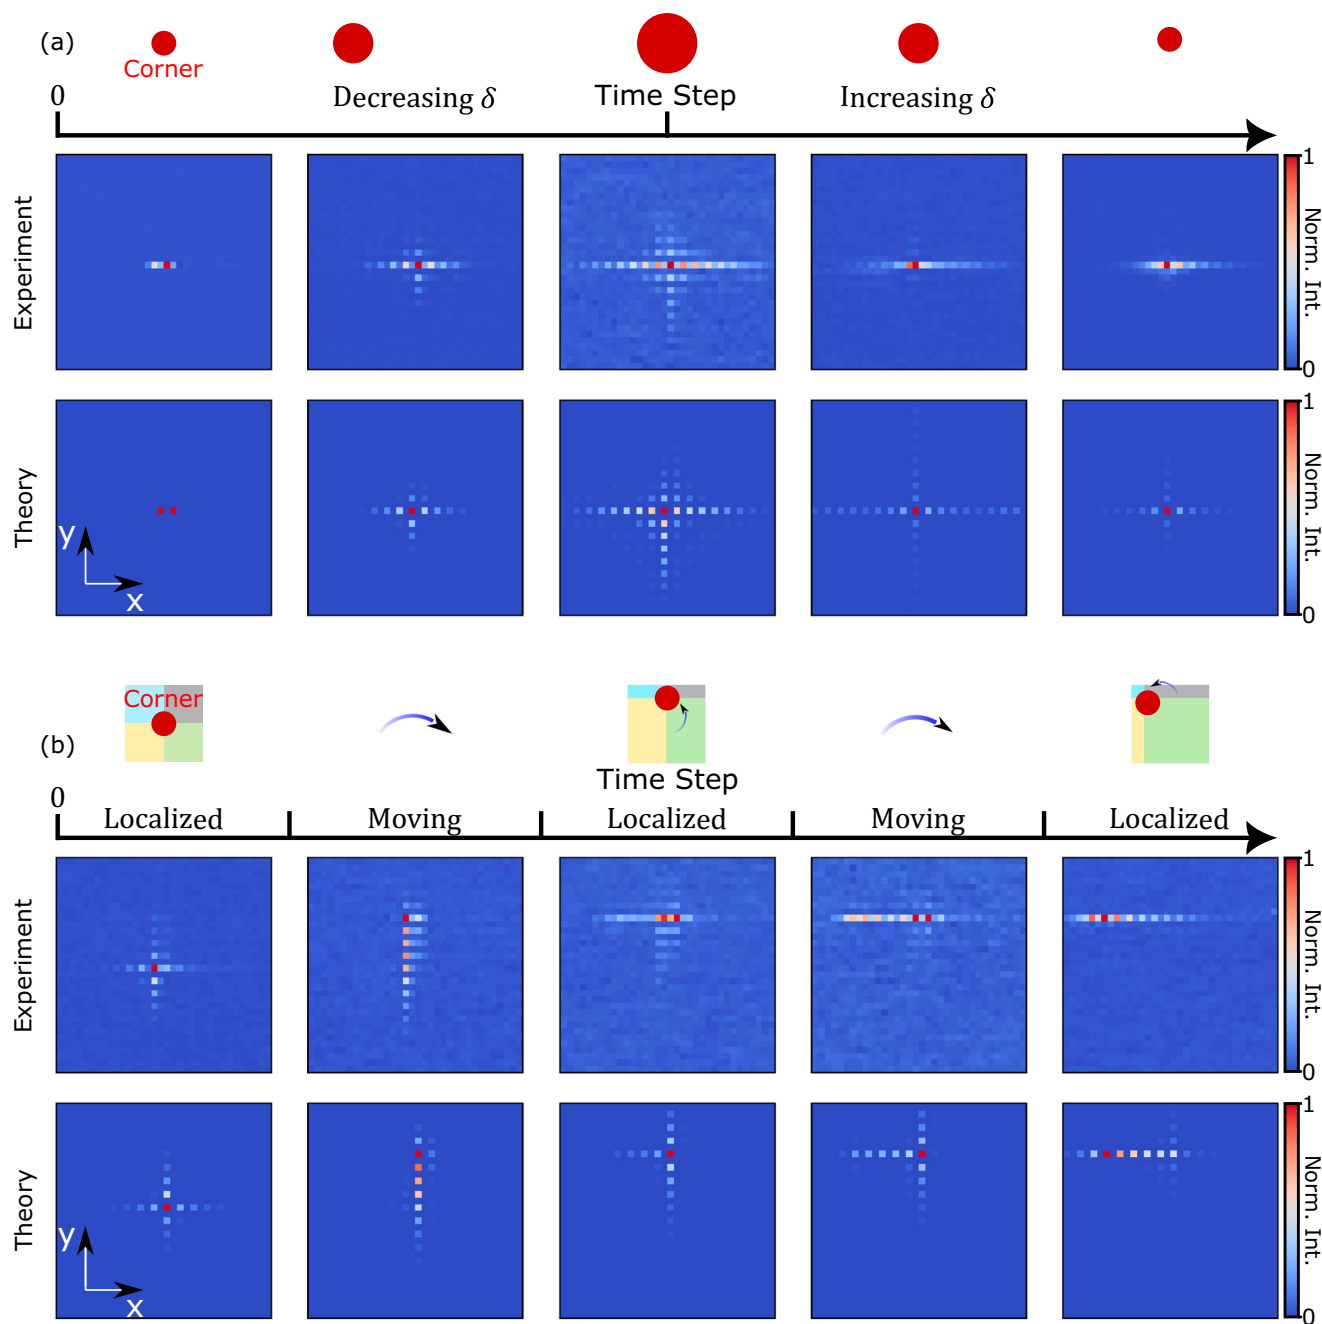 (a)
Corner
0
Decreasing δ
Time Step
Increasing δ
Experiment
1
Norm. Int.
0
Theory
y
x
1
Norm. Int.
0
Corner
(b)
Time Step
0
Localized
Moving
Localized
Moving
Localized
Experiment
1
Norm. Int.
0
Theory
y
x
1
Norm. Int.
0